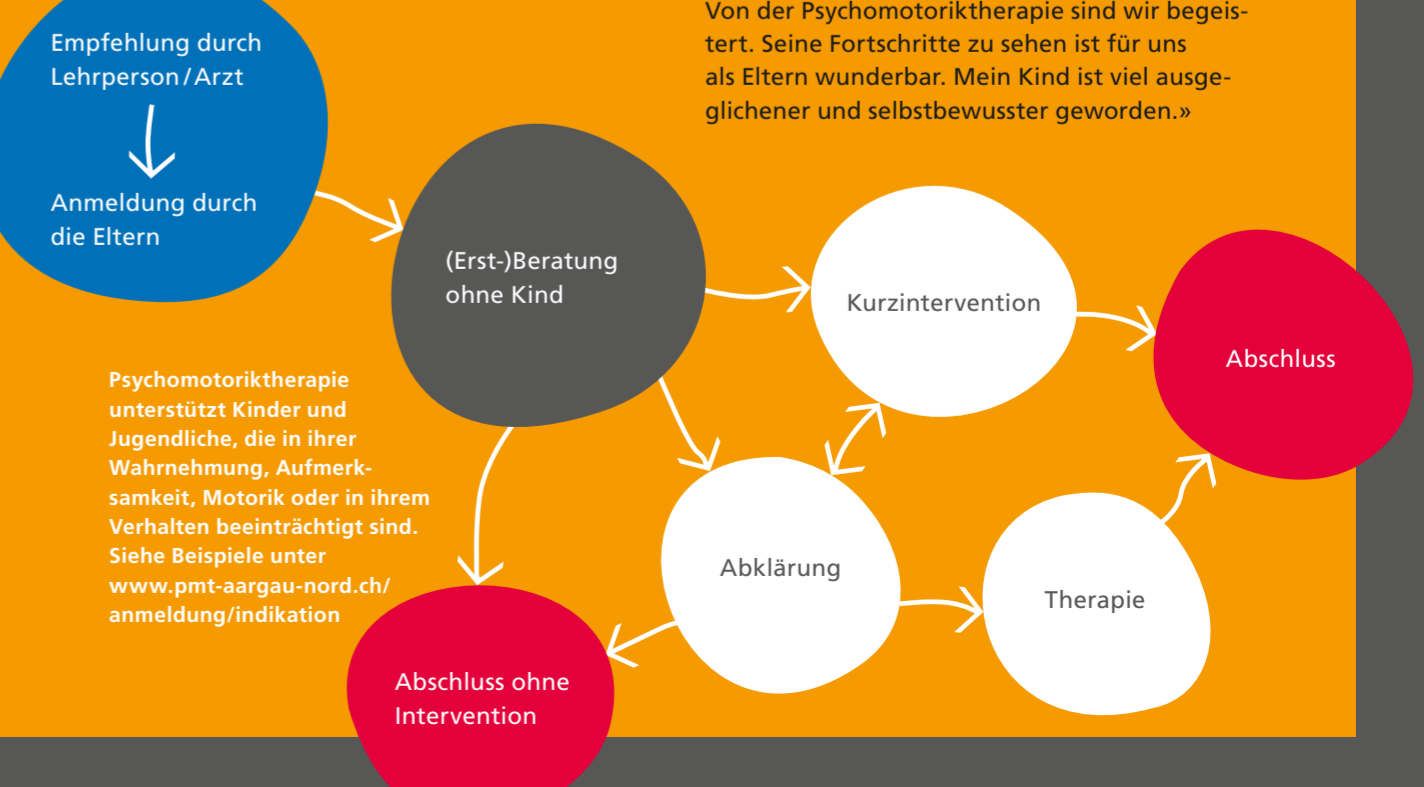 Von der Psychomotoriktherapie sind wir begeis-
tert. Seine Fortschritte zu sehen ist für uns
als Eltern wunderbar. Mein Kind ist viel ausge-
glichener und selbstbewusster geworden.»
Empfehlung durch
Lehrperson / Arzt
Anmeldung durch
die Eltern
(Erst-)Beratung
ohne Kind
Kurzintervention
Abschluss
Psychomotoriktherapie
unterstützt Kinder und
Jugendliche, die in ihrer
Wahrnehmung, Aufmerk-
samkeit, Motorik oder in ihrem
Verhalten beeinträchtigt sind.
Siehe Beispiele unter
www.pmt-aargau-nord.ch/
anmeldung/indikation
Abklärung
Therapie
Abschluss ohne
Intervention